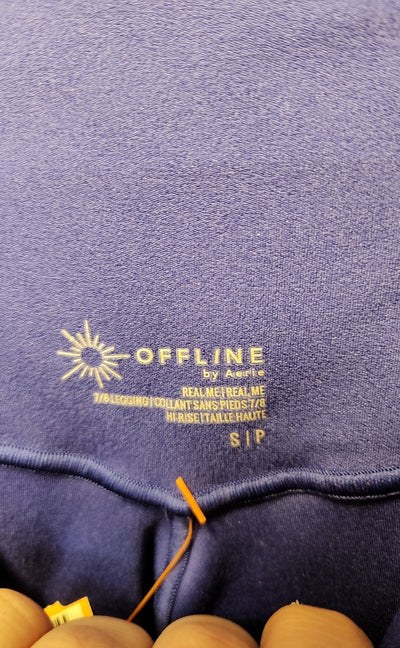 OFFLINE
by Aerie
REAL ME | REAL ME
7/8 LEGGING | COLLANT SANS PIEDS 7/8
HI-RISE | TAILLE HAUTE
S | P